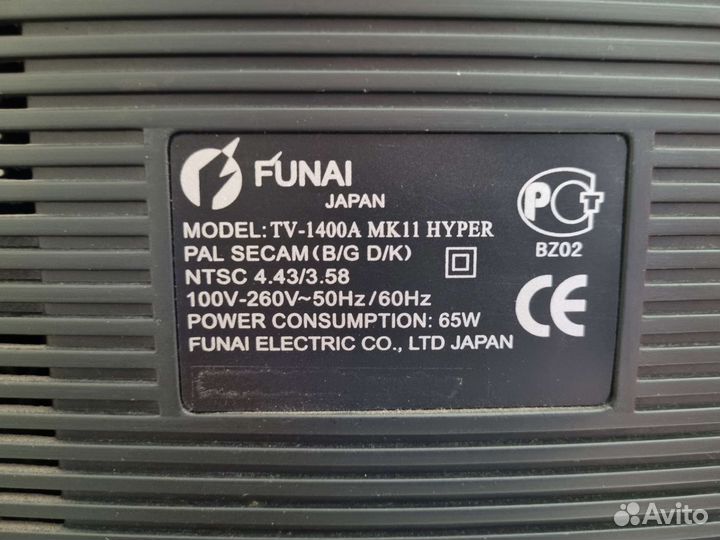 FUNAI
JAPAN
MODEL: TV-1400A MK11 HYPER
PAL SECAM (B/G D/K)
NTSC 4.43/3.58
100V-260V~50Hz/60Hz
POWER CONSUMPTION: 65W
FUNAI ELECTRIC CO., LTD JAPAN
РСТ
BZ02
CE
Avito